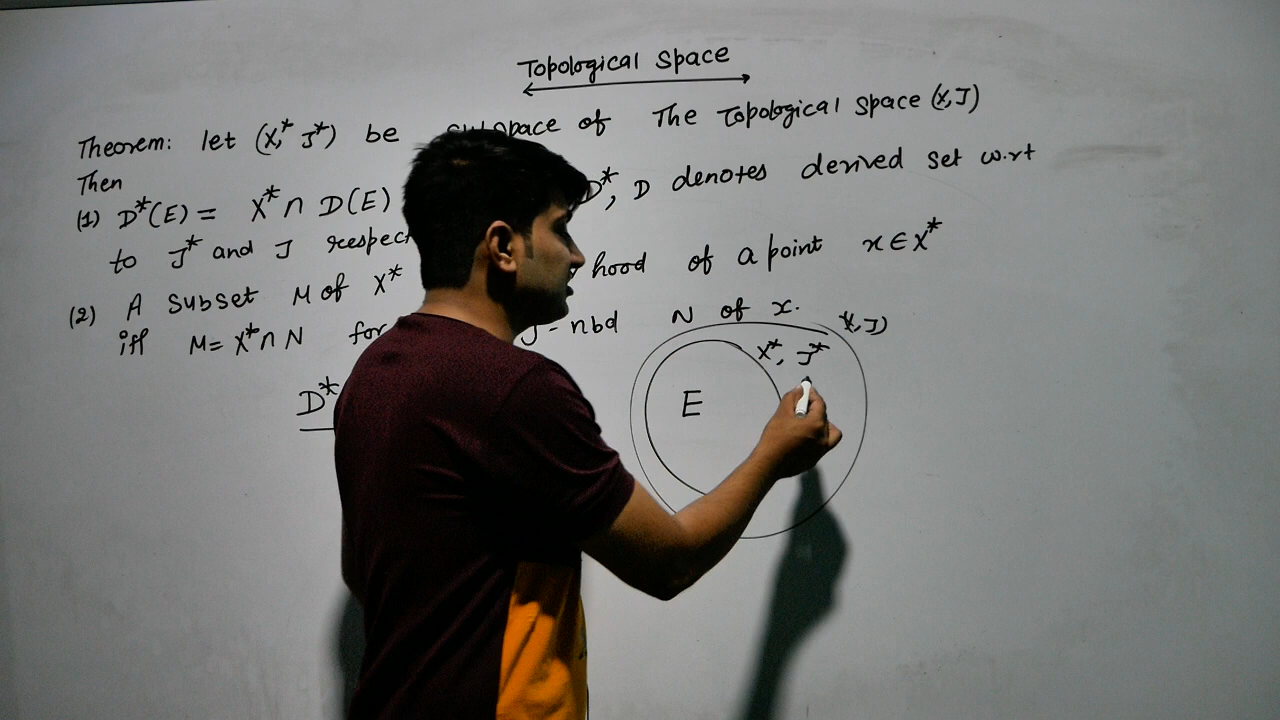 Topological Space
Theorem: let (X*, J*) be subspace of The Topological space (X,J)
Then
(1) D*(E) = X* ∩ D(E) D*, D denotes derived set w.r.t
to J* and J respect
(2) A subset M of X* hood of a point x ∈ X*
iff M = X* ∩ N for J-nbd N of x.
(X,J)
X*, J*
D*
E